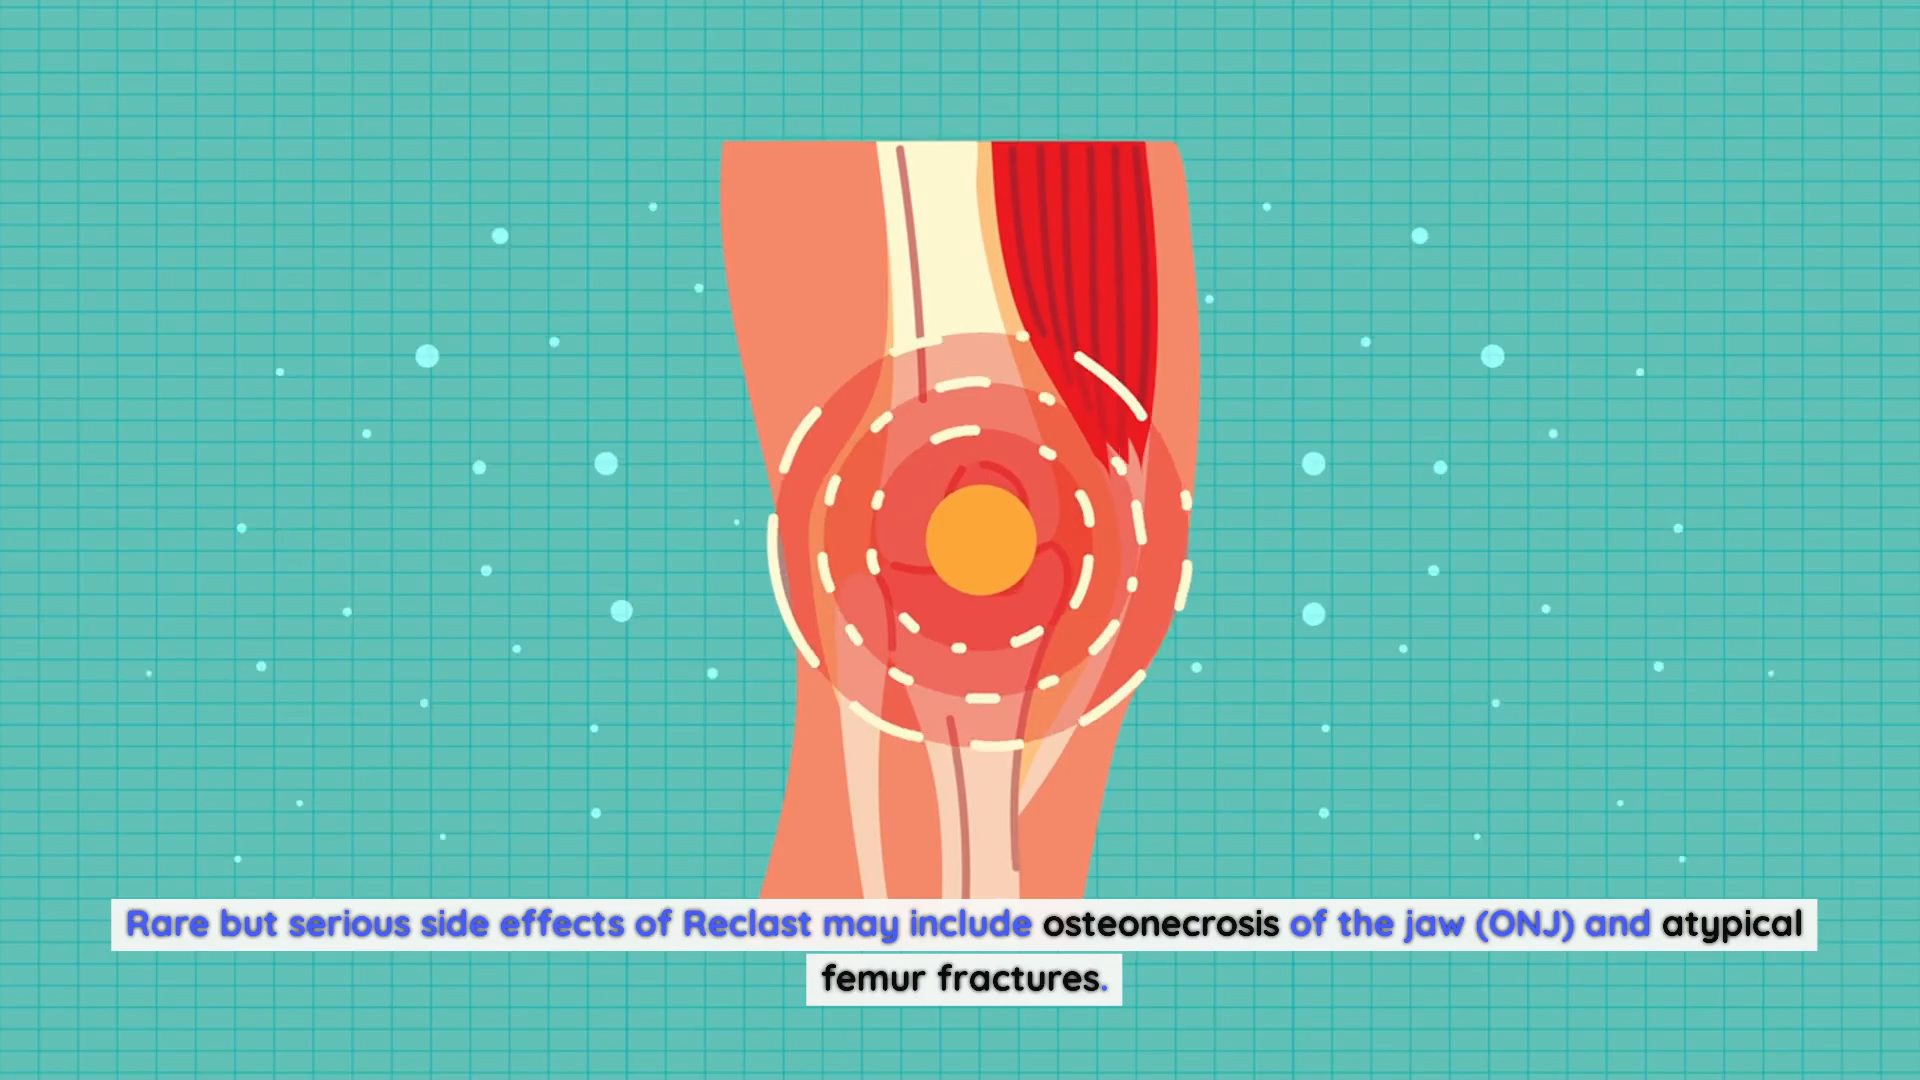 Rare but serious side effects of Reclast may include osteonecrosis of the jaw (ONJ) and atypical
femur fractures.